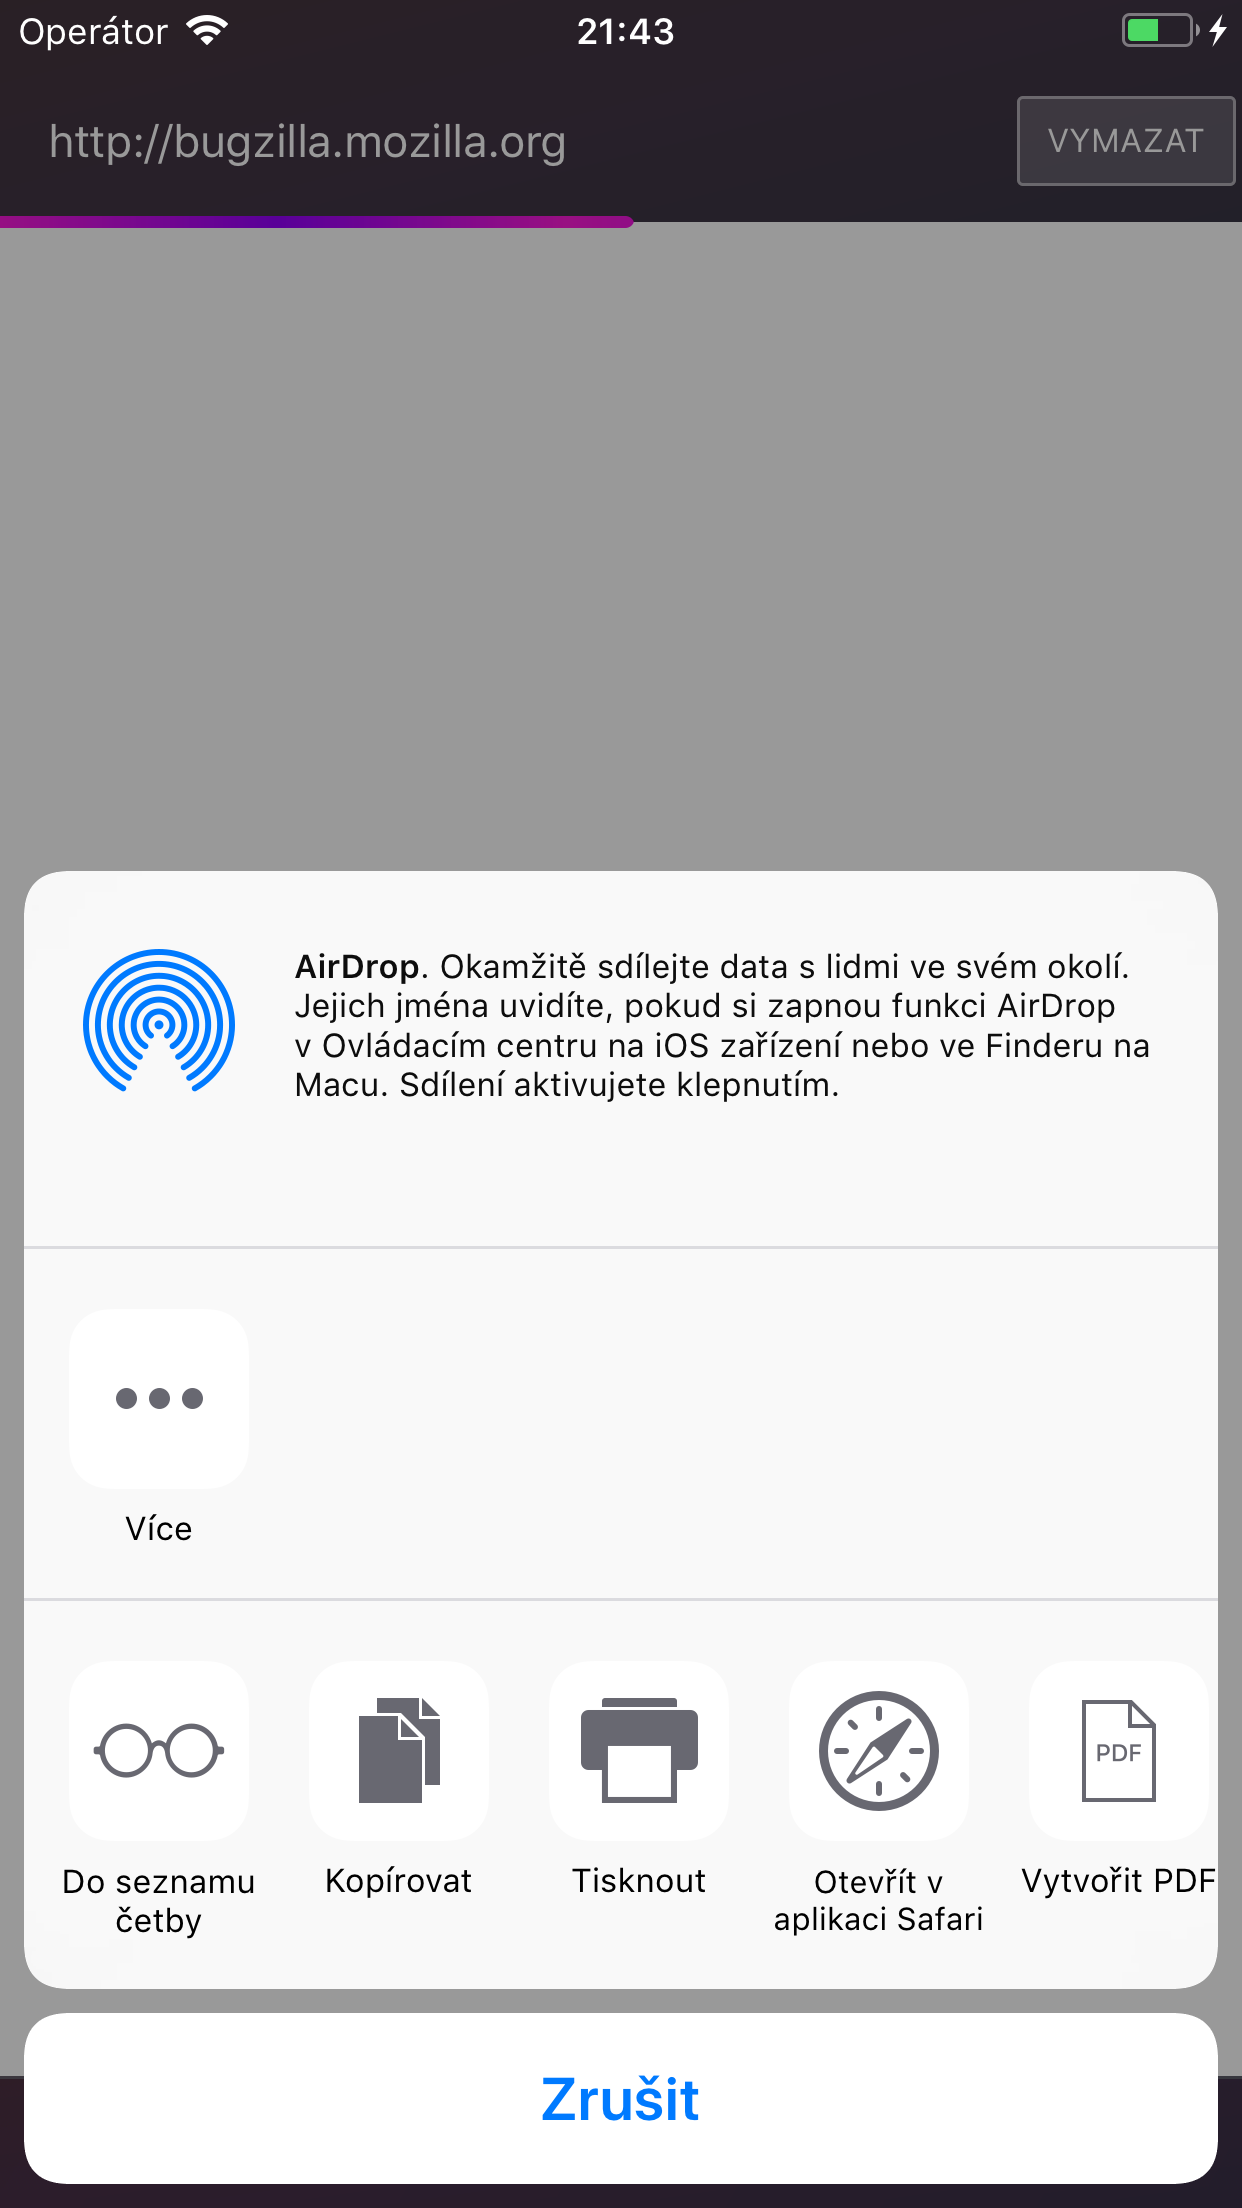 Operátor
21:43
http://bugzilla.mozilla.org
VYMAZAT
AirDrop. Okamžitě sdílejte data s lidmi ve svém okolí.
Jejich jména uvidíte, pokud si zapnou funkci AirDrop
v Ovládacím centru na iOS zařízení nebo ve Finderu na
Macu. Sdílení aktivujete klepnutím.
Více
PDF
Do seznamu
četby
Kopírovat
Tisknout
Otevřít v
aplikaci Safari
Vytvořit PDF
Zrušit